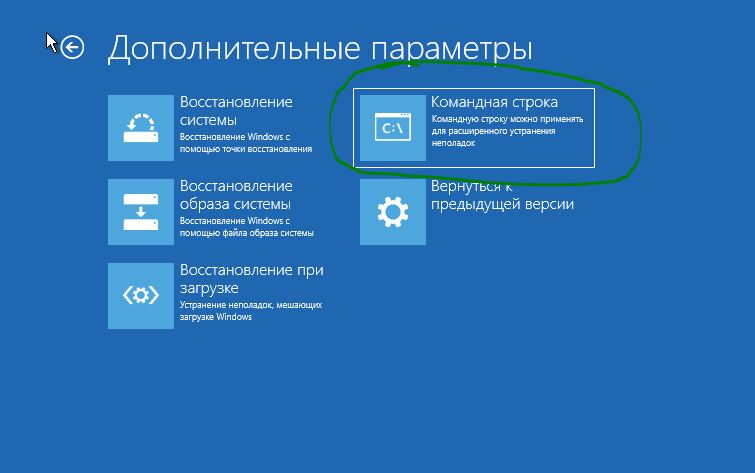 Дополнительные параметры
Восстановление
системы
Восстановление Windows с
помощью точки восстановления
Командная строка
Командную строку можно применять
для расширенного устранения
неполадок
C:\
Восстановление
образа системы
Восстановление Windows с
помощью файла образа системы
Вернуться к
предыдущей версии
Восстановление при
загрузке
Устранение неполадок, мешающих
загрузке Windows